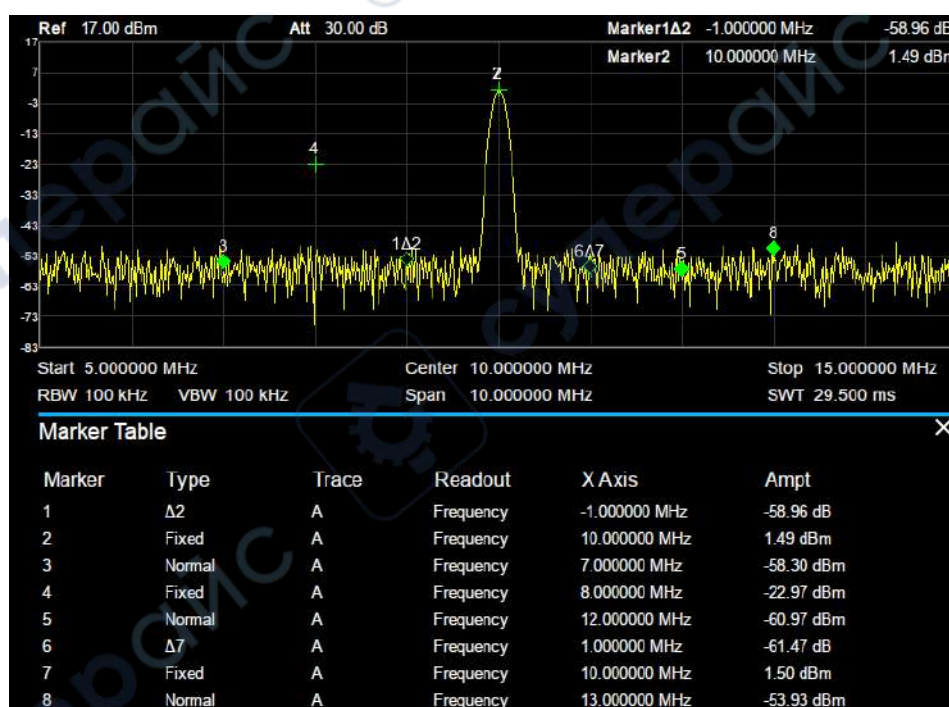 Ref 17.00 dBm Att 30.00 dB Marker1Δ2 -1.000000 MHz -58.96 dB
Marker2 10.000000 MHz 1.49 dBm
17
7
-3
-13
-23
-33
-43
-53
-63
-73
-83
4
3
1Δ2
6Δ7
5
8
Start 5.000000 MHz Center 10.000000 MHz Stop 15.000000 MHz
RBW 100 kHz VBW 100 kHz Span 10.000000 MHz SWT 29.500 ms
Marker Table
Marker Type Trace Readout X Axis Ampt
1 Δ2 A Frequency -1.000000 MHz -58.96 dB
2 Fixed A Frequency 10.000000 MHz 1.49 dBm
3 Normal A Frequency 7.000000 MHz -58.30 dBm
4 Fixed A Frequency 8.000000 MHz -22.97 dBm
5 Normal A Frequency 12.000000 MHz -60.97 dBm
6 Δ7 A Frequency 1.000000 MHz -61.47 dB
7 Fixed A Frequency 10.000000 MHz 1.50 dBm
8 Normal A Frequency 13.000000 MHz -53.93 dBm
суперайс